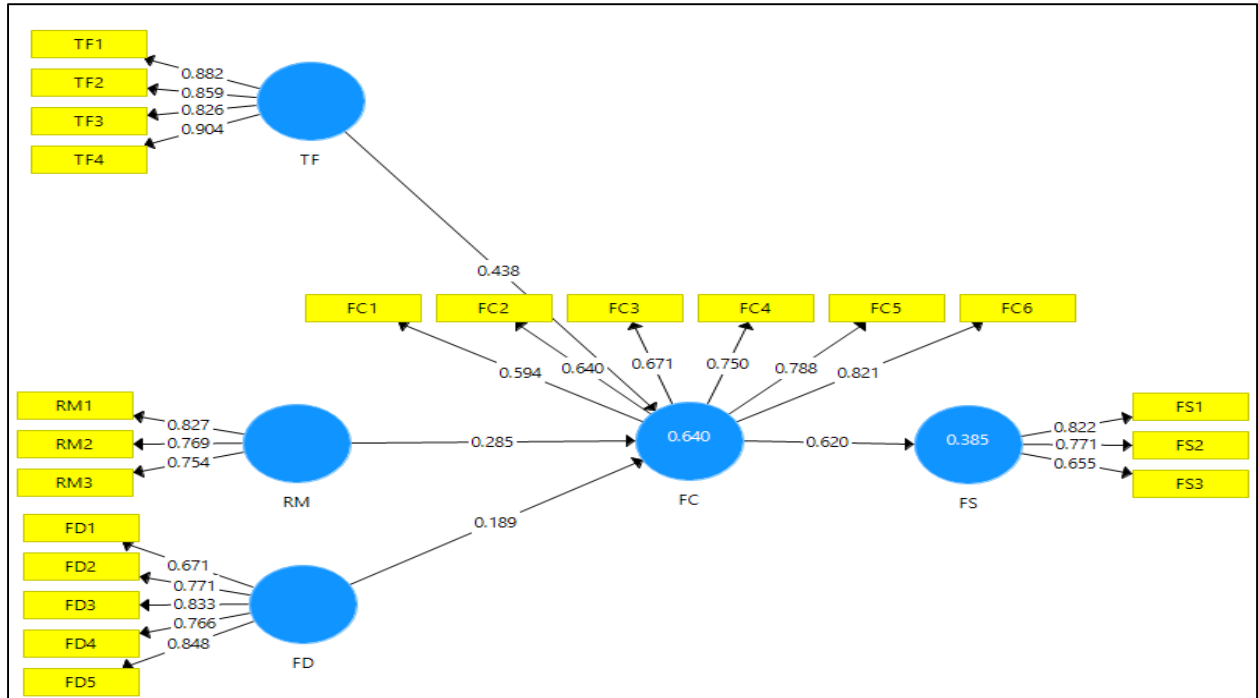 TF1
0.882
TF2
0.859
TF3
0.826
TF4
0.904
TF
0.438
FC1
FC2
FC3
FC4
FC5
FC6
0.594
0.640
0.671
0.750
0.788
0.821
RM1
0.827
RM2
0.769
RM3
0.754
RM
0.285
0.640
FC
0.620
0.385
FS
FS1
0.822
FS2
0.771
FS3
0.655
0.189
FD1
0.671
FD2
0.771
FD3
0.833
FD4
0.766
FD5
0.848
FD